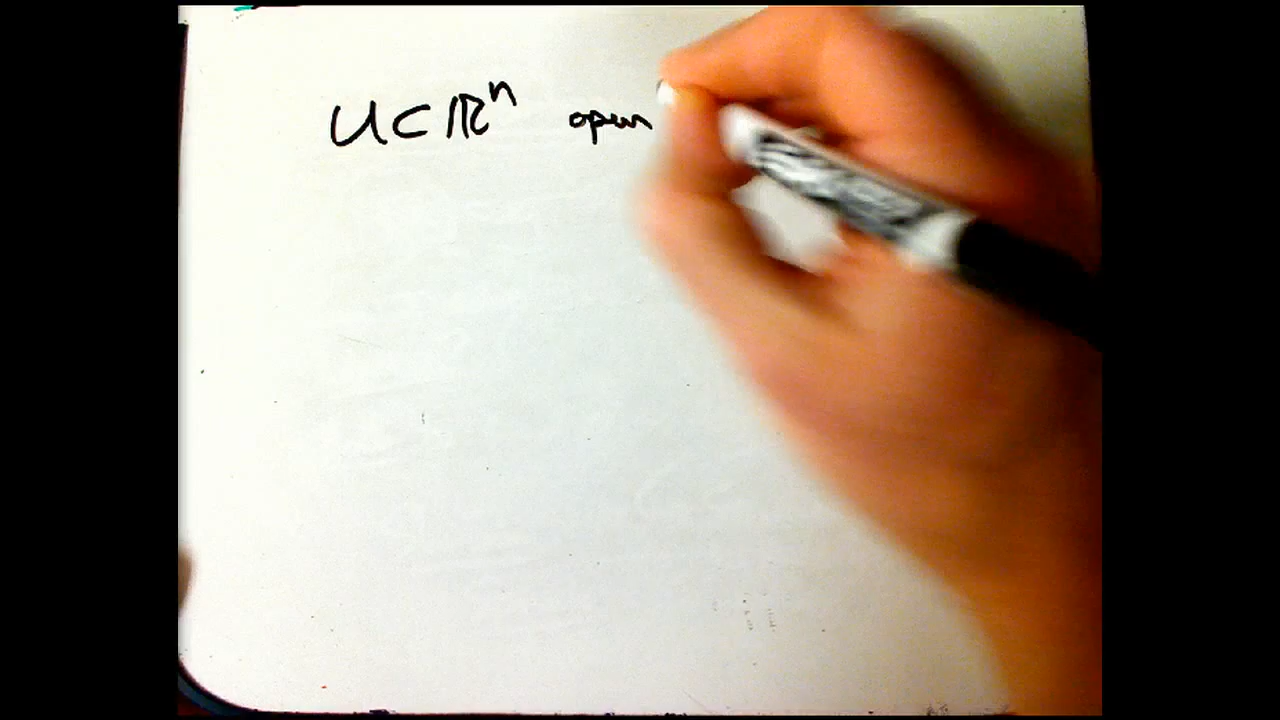 U ⊂ ℝⁿ open